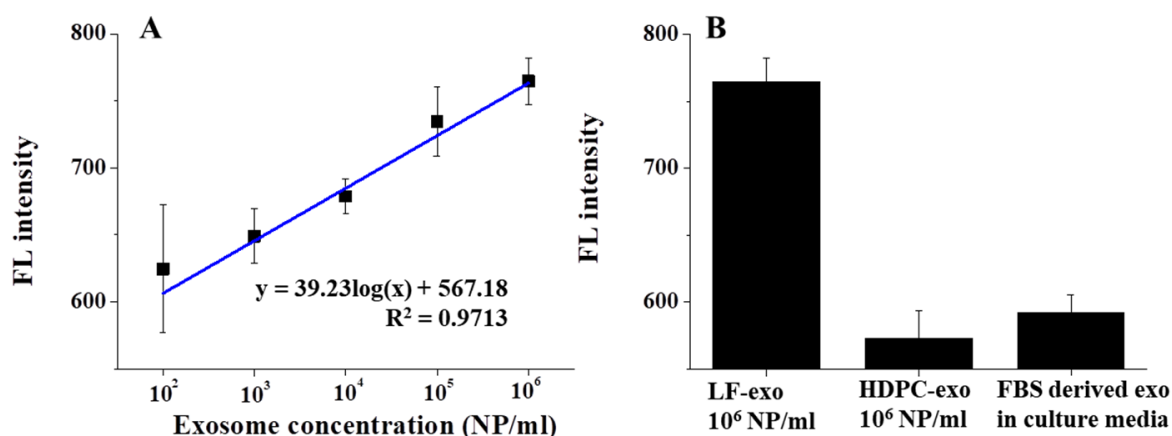 A
FL intensity
800
700
600
y = 39.23log(x) + 567.18
R² = 0.9713
10² 10³ 10⁴ 10⁵ 10⁶
Exosome concentration (NP/ml)
B
FL intensity
800
700
600
LF-exo
10⁶ NP/ml
HDPC-exo
10⁶ NP/ml
FBS derived exo
in culture media